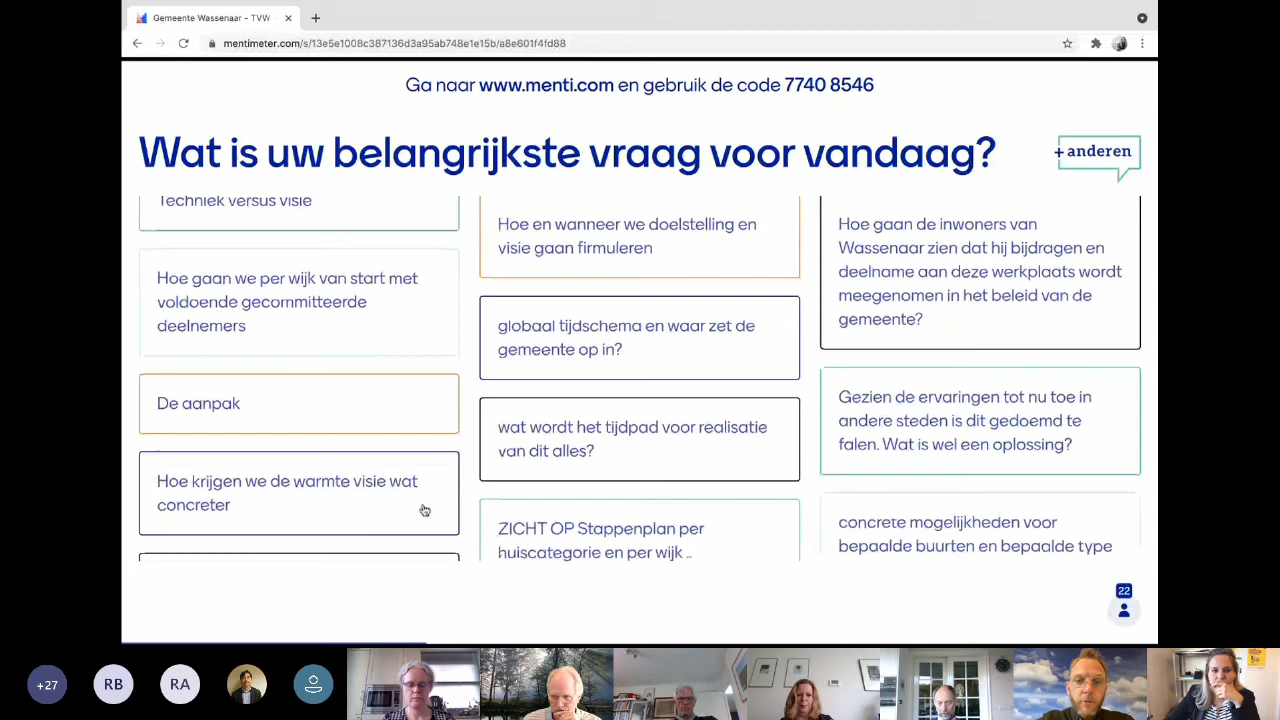 Gemeente Wassenaar - TVW
mentimeter.com/s/13e5e1008c387136d3a95ab748e1e15b/a8e601f4fd88
Ga naar www.menti.com en gebruik de code 7740 8546
Wat is uw belangrijkste vraag voor vandaag?
+anderen
Techniek versus visie
Hoe gaan we per wijk van start met
voldoende gecommitteerde
deelnemers
De aanpak
Hoe krijgen we de warmte visie wat
concreter
Hoe en wanneer we doelstelling en
visie gaan firmuleren
globaal tijdschema en waar zet de
gemeente op in?
wat wordt het tijdpad voor realisatie
van dit alles?
ZICHT OP Stappenplan per
huiscategorie en per wijk ..
Hoe gaan de inwoners van
Wassenaar zien dat hij bijdragen en
deelname aan deze werkplaats wordt
meegenomen in het beleid van de
gemeente?
Gezien de ervaringen tot nu toe in
andere steden is dit gedoemd te
falen. Wat is wel een oplossing?
concrete mogelijkheden voor
bepaalde buurten en bepaalde type
22
+27
RB
RA